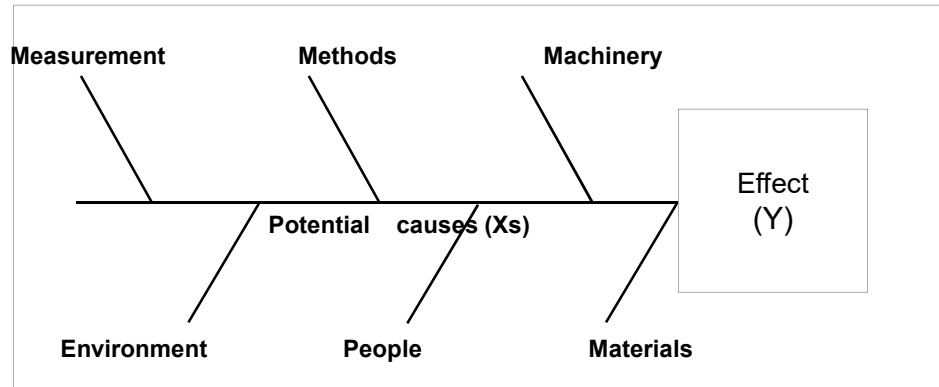 Measurement
Methods
Machinery
Effect
(Y)
Potential causes (Xs)
Environment
People
Materials